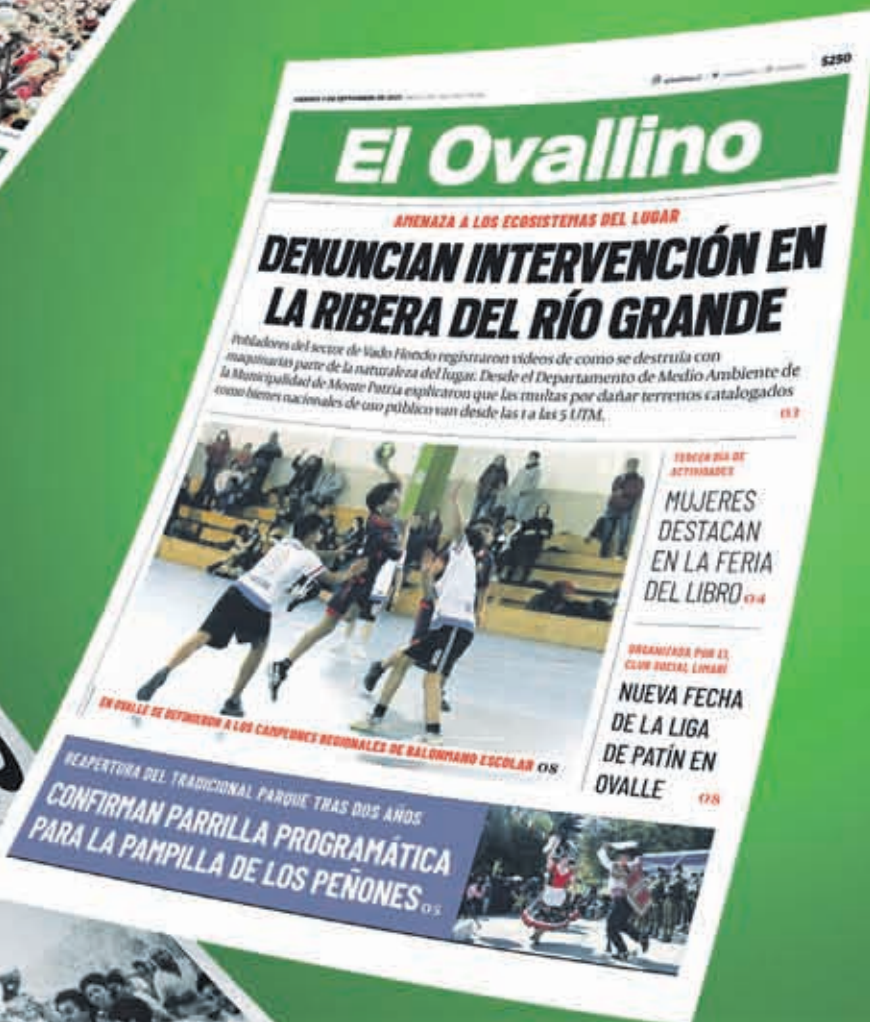 $250
El Ovallino
AMENAZA A LOS ECOSISTEMAS DEL LUGAR
DENUNCIAN INTERVENCIÓN EN
LA RIBERA DEL RÍO GRANDE
Pobladores del sector de Vado Hondo registraron videos de como se destruía con
maquinarias parte de la naturaleza del lugar. Desde el Departamento de Medio Ambiente de
la Municipalidad de Monte Patria explicaron que las multas por dañar terrenos catalogados
como bienes nacionales de uso público van desde las 1 a las 5 UTM.
03
TERCER DÍA DE
ACTIVIDADES
MUJERES
DESTACAN
EN LA FERIA
DEL LIBRO 04
ORGANIZADA POR EL
CLUB SOCIAL LIMARÍ
NUEVA FECHA
DE LA LIGA
DE PATÍN EN
OVALLE 08
EN OVALLE SE DEFINIERON A LOS CAMPEONES REGIONALES DE BALONMANO ESCOLAR 08
REAPERTURA DEL TRADICIONAL PARQUE TRAS DOS AÑOS
CONFIRMAN PARRILLA PROGRAMÁTICA
PARA LA PAMPILLA DE LOS PEÑONES 05